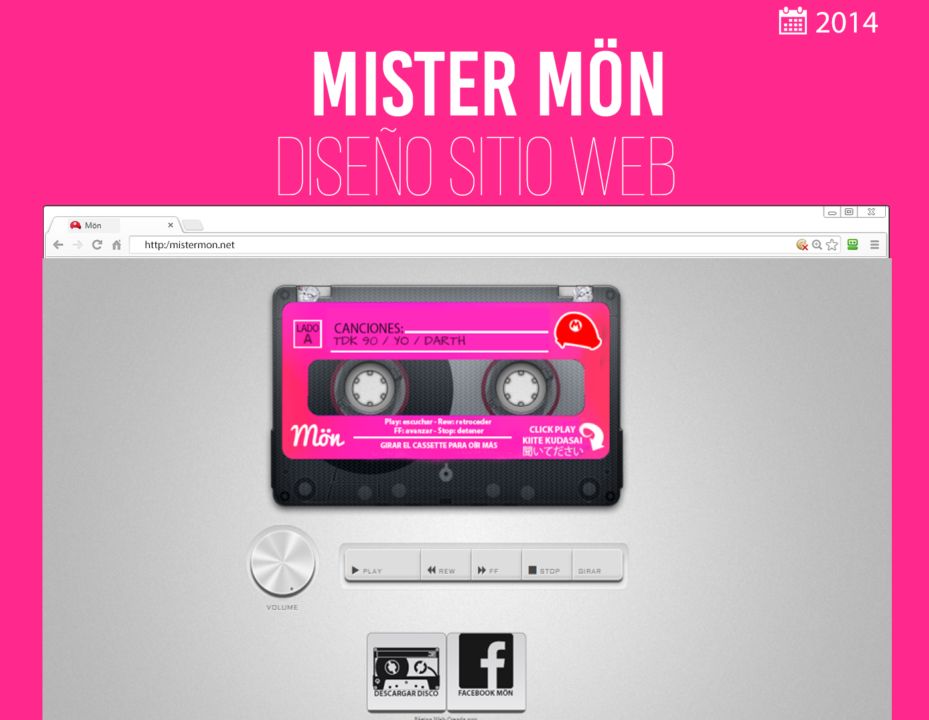 2014
MISTER MÖN
DISEÑO SITIO WEB
Mön
http:/mistermon.net
LADO
A
CANCIONES:
TDK 90 / YO / DARTH
M
Play: escuchar - Rew: retroceder
FF: avanzar - Stop: detener
GIRAR EL CASSETTE PARA OÍR MÁS
Mön
CLICK PLAY
KIITE KUDASAI
聞いてださい
PLAY
REW
FF
STOP
GIRAR
VOLUME
DESCARGAR DISCO
FACEBOOK MÖN